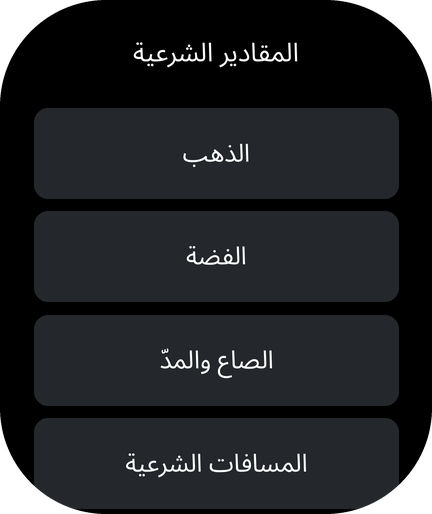 المقادير الشرعية
الذهب
الفضة
الصاع والمدّ
المسافات الشرعية